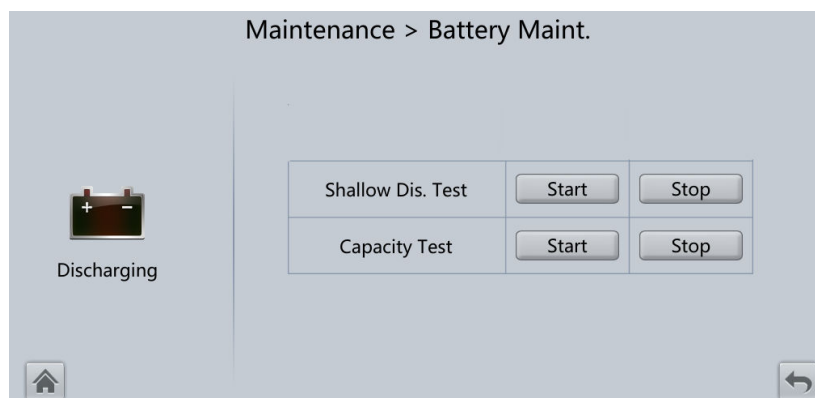 Maintenance > Battery Maint.
Shallow Dis. Test Start Stop
Capacity Test Start Stop
+ -
Discharging